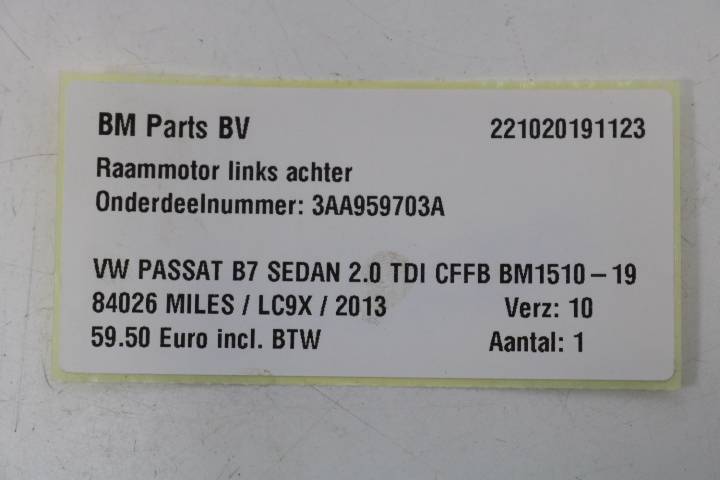 BM Parts BV 221020191123
Raammotor links achter
Onderdeelnummer: 3AA959703A
VW PASSAT B7 SEDAN 2.0 TDI CFFB BM1510-19
84026 MILES / LC9X / 2013 Verz: 10
59.50 Euro incl. BTW Aantal: 1